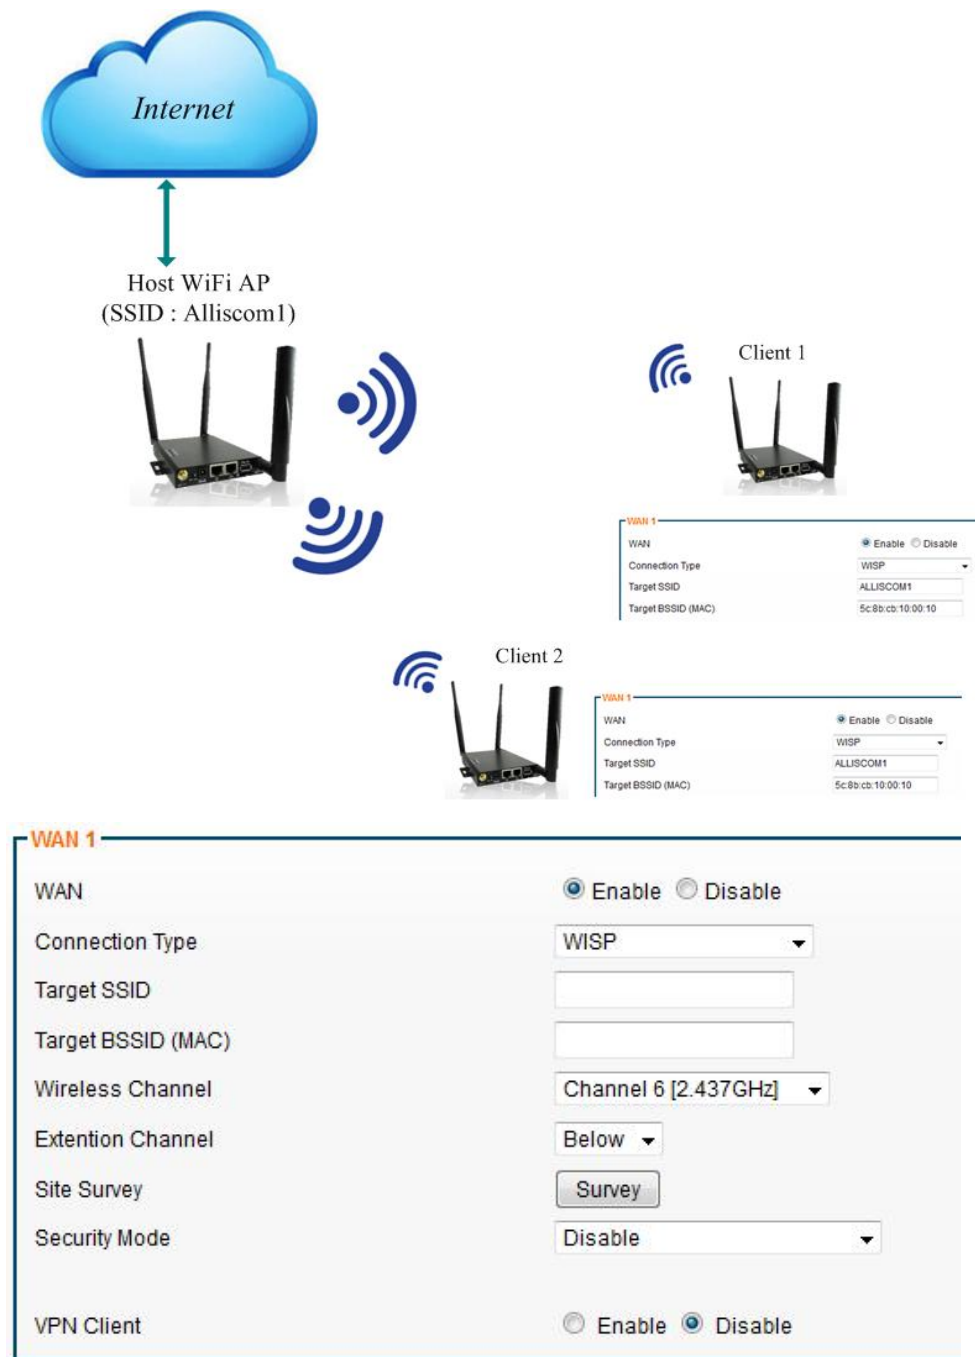 Internet
Host WiFi AP
(SSID : Alliscom1)
Client 1
WAN 1
WAN Enable Disable
Connection Type WISP
Target SSID ALLISCOM1
Target BSSID (MAC) 5c:8b:cb:10:00:10
Client 2
WAN 1
WAN Enable Disable
Connection Type WISP
Target SSID ALLISCOM1
Target BSSID (MAC) 5c:8b:cb:10:00:10
WAN 1
WAN Enable Disable
Connection Type WISP
Target SSID
Target BSSID (MAC)
Wireless Channel Channel 6 [2.437GHz]
Extention Channel Below
Site Survey Survey
Security Mode Disable
VPN Client Enable Disable